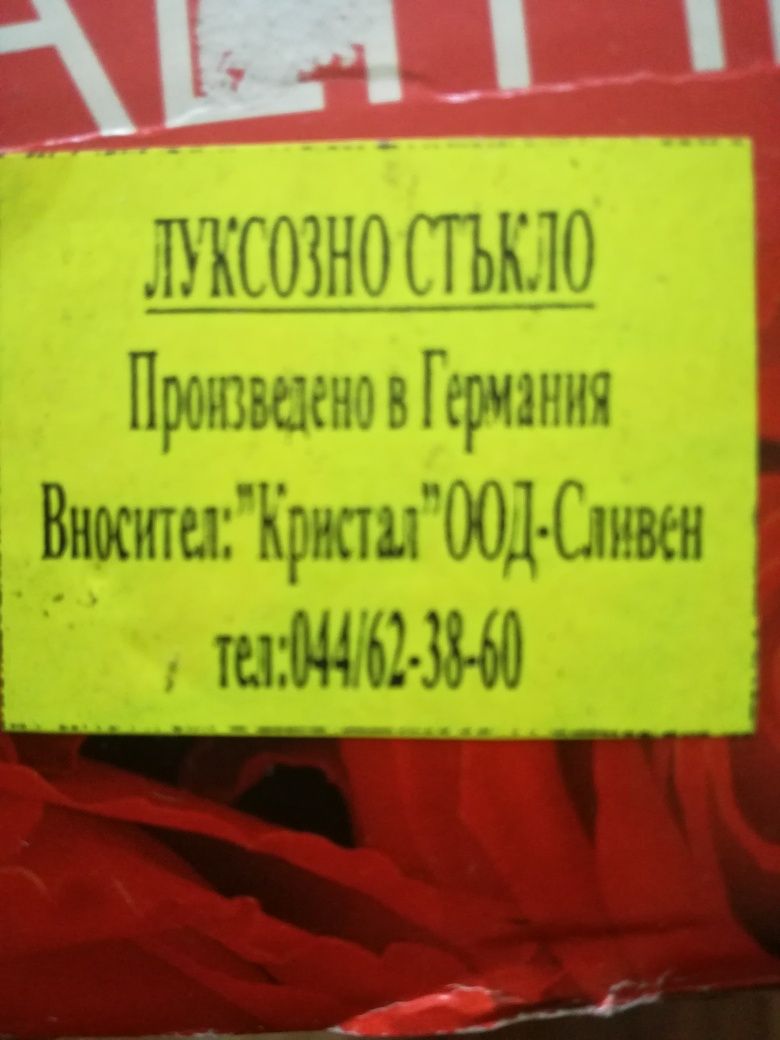 ЛУКСОЗНО СТЪКЛО
Произведено в Германия
Вносител:"Кристал"ООД-Сливен
тел:044/62-38-60